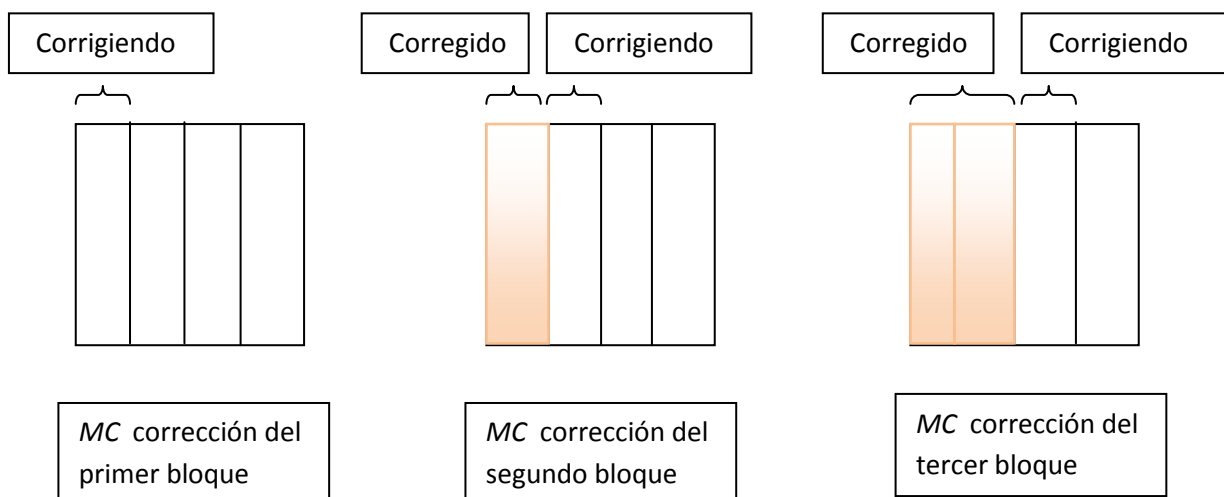 Corrigiendo
Corregido
Corrigiendo
Corregido
Corrigiendo
MC corrección del
primer bloque
MC corrección del
segundo bloque
MC corrección del
tercer bloque